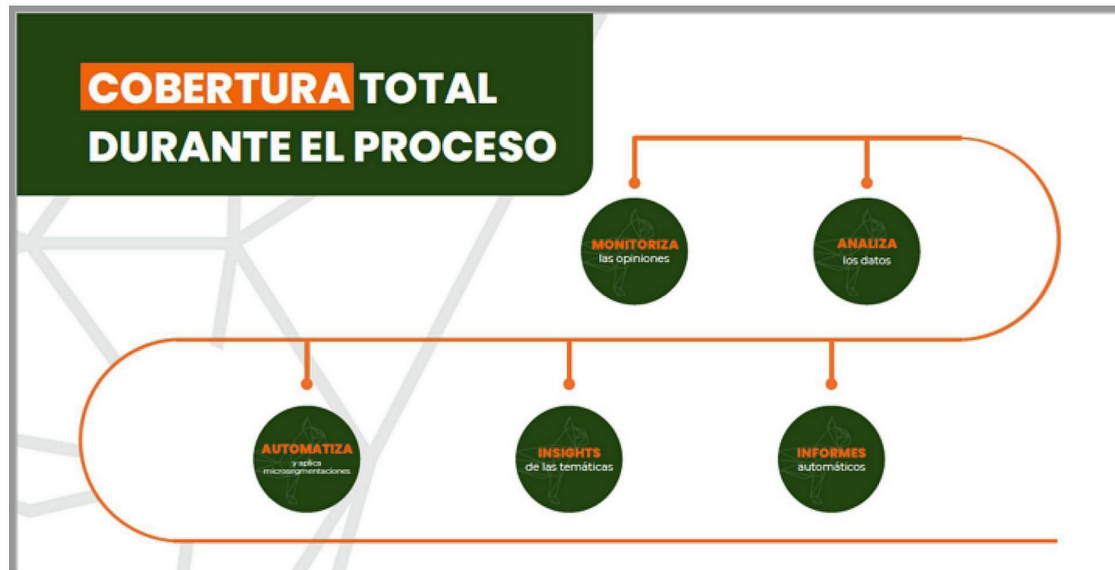 COBERTURA TOTAL
DURANTE EL PROCESO
MONITORIZA
las opiniones
ANALIZA
los datos
AUTOMATIZA
y aplica
microsegmentaciones
INSIGHTS
de las temáticas
INFORMES
automáticos